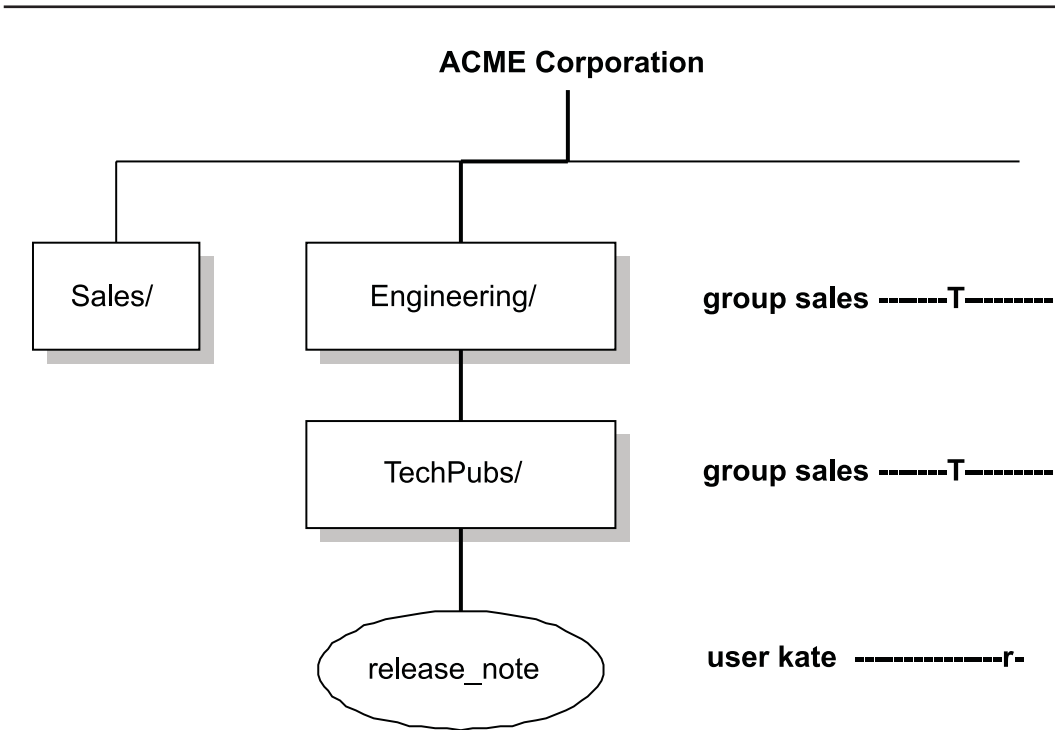 ACME Corporation
Sales/
Engineering/
group sales -------T---------
TechPubs/
group sales -------T---------
release_note
user kate ---------------r-